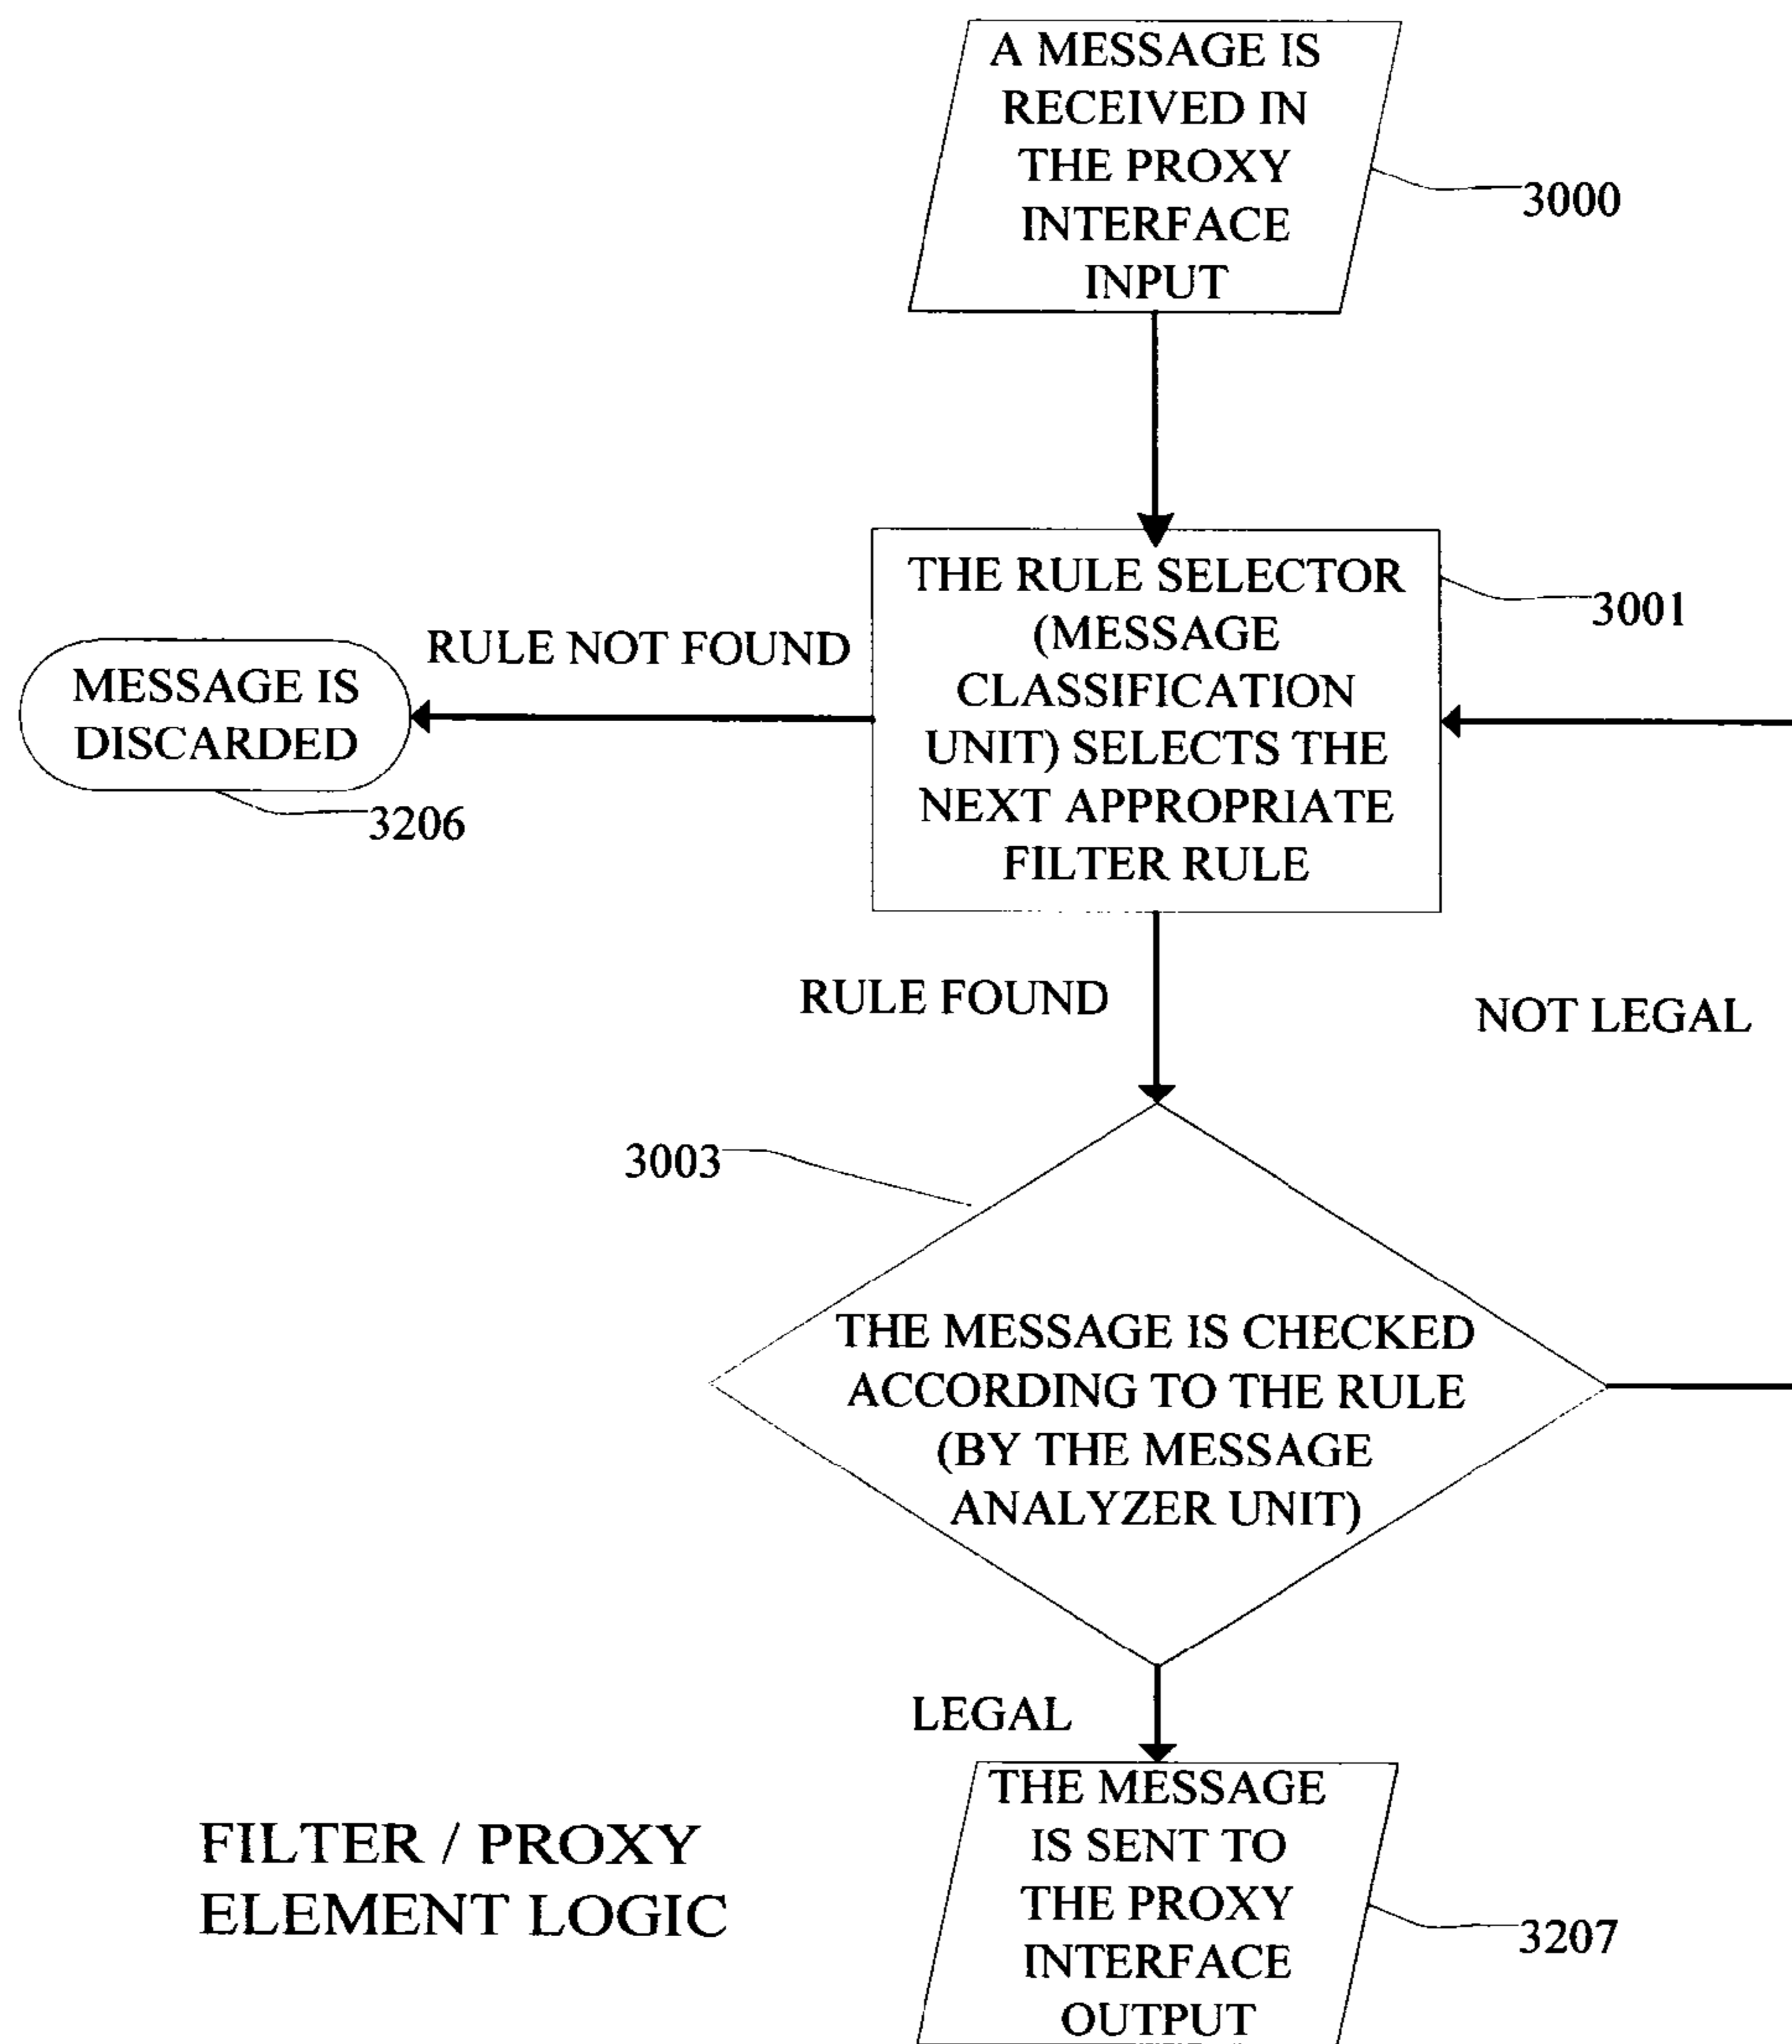 A MESSAGE IS
RECEIVED IN
THE PROXY
INTERFACE
INPUT
3000
THE RULE SELECTOR
(MESSAGE
CLASSIFICATION
UNIT) SELECTS THE
NEXT APPROPRIATE
FILTER RULE
3001
RULE NOT FOUND
MESSAGE IS
DISCARDED
3206
RULE FOUND
NOT LEGAL
3003
THE MESSAGE IS CHECKED
ACCORDING TO THE RULE
(BY THE MESSAGE
ANALYZER UNIT)
LEGAL
THE MESSAGE
IS SENT TO
THE PROXY
INTERFACE
OUTPUT
3207
FILTER / PROXY
ELEMENT LOGIC